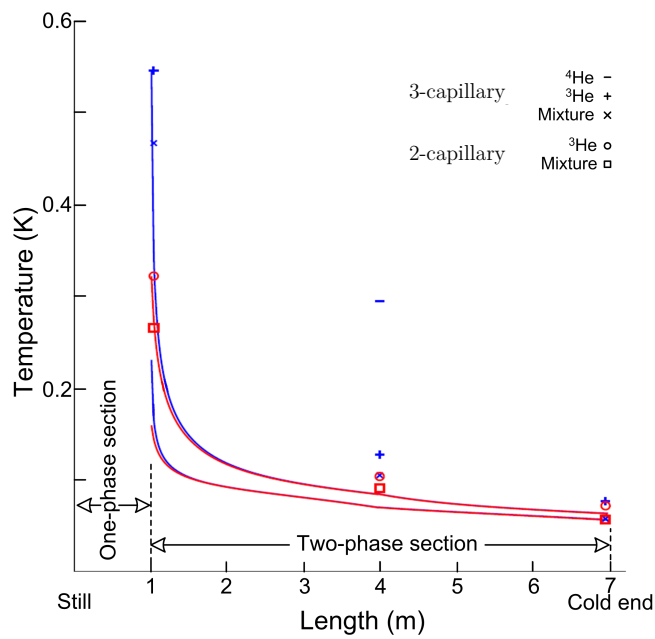 0.6
0.4
0.2
Temperature (K)
3-capillary
⁴He −
³He +
Mixture ×
2-capillary
³He ○
Mixture □
One-phase section
Two-phase section
1 2 3 4 5 6 7
Still
Cold end
Length (m)